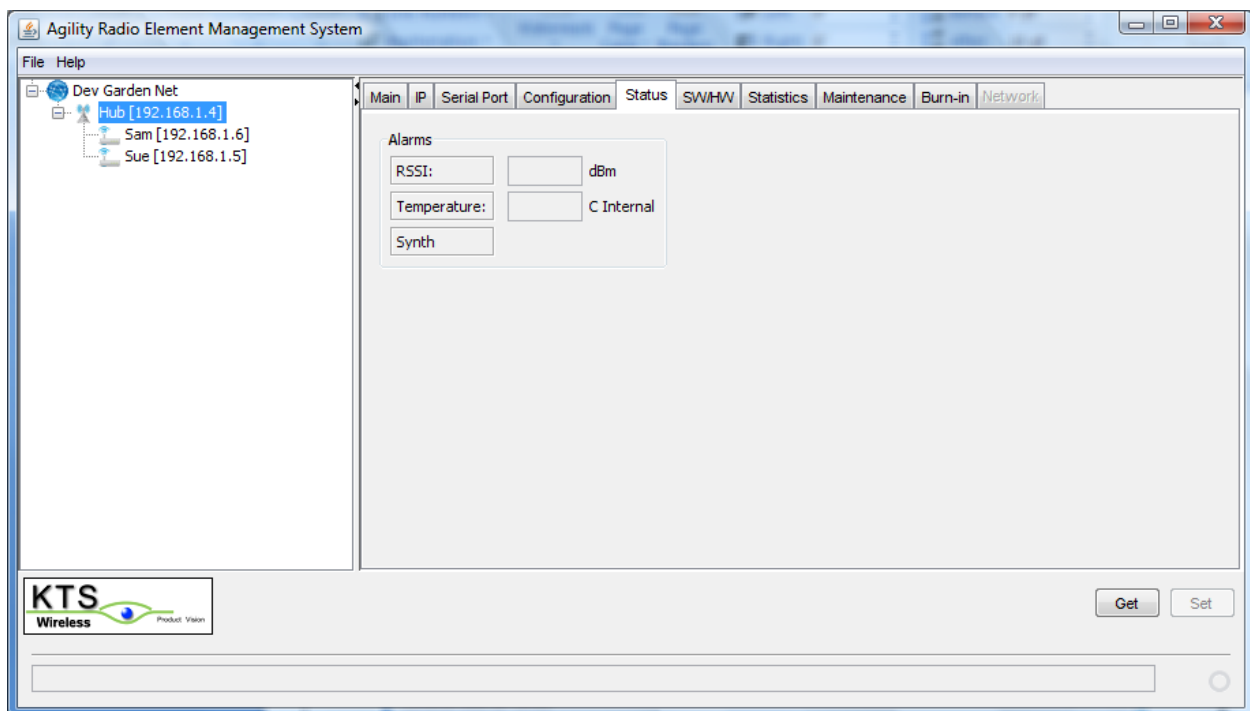 Agility Radio Element Management System
File Help
Dev Garden Net
Hub [192.168.1.4]
Sam [192.168.1.6]
Sue [192.168.1.5]
Main IP Serial Port Configuration Status SW/HW Statistics Maintenance Burn-in Network
Alarms
RSSI: dBm
Temperature: C Internal
Synth
KTS
Wireless Product Vision
Get Set